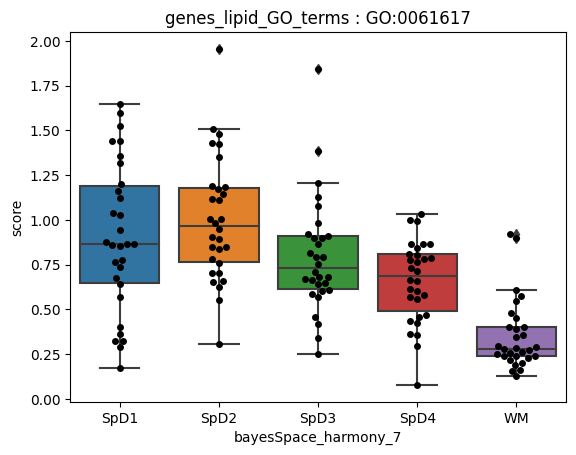 genes_lipid_GO_terms : GO:0061617
2.00
1.75
1.50
1.25
1.00
0.75
0.50
0.25
0.00
score
SpD1 SpD2 SpD3 SpD4 WM
bayesSpace_harmony_7